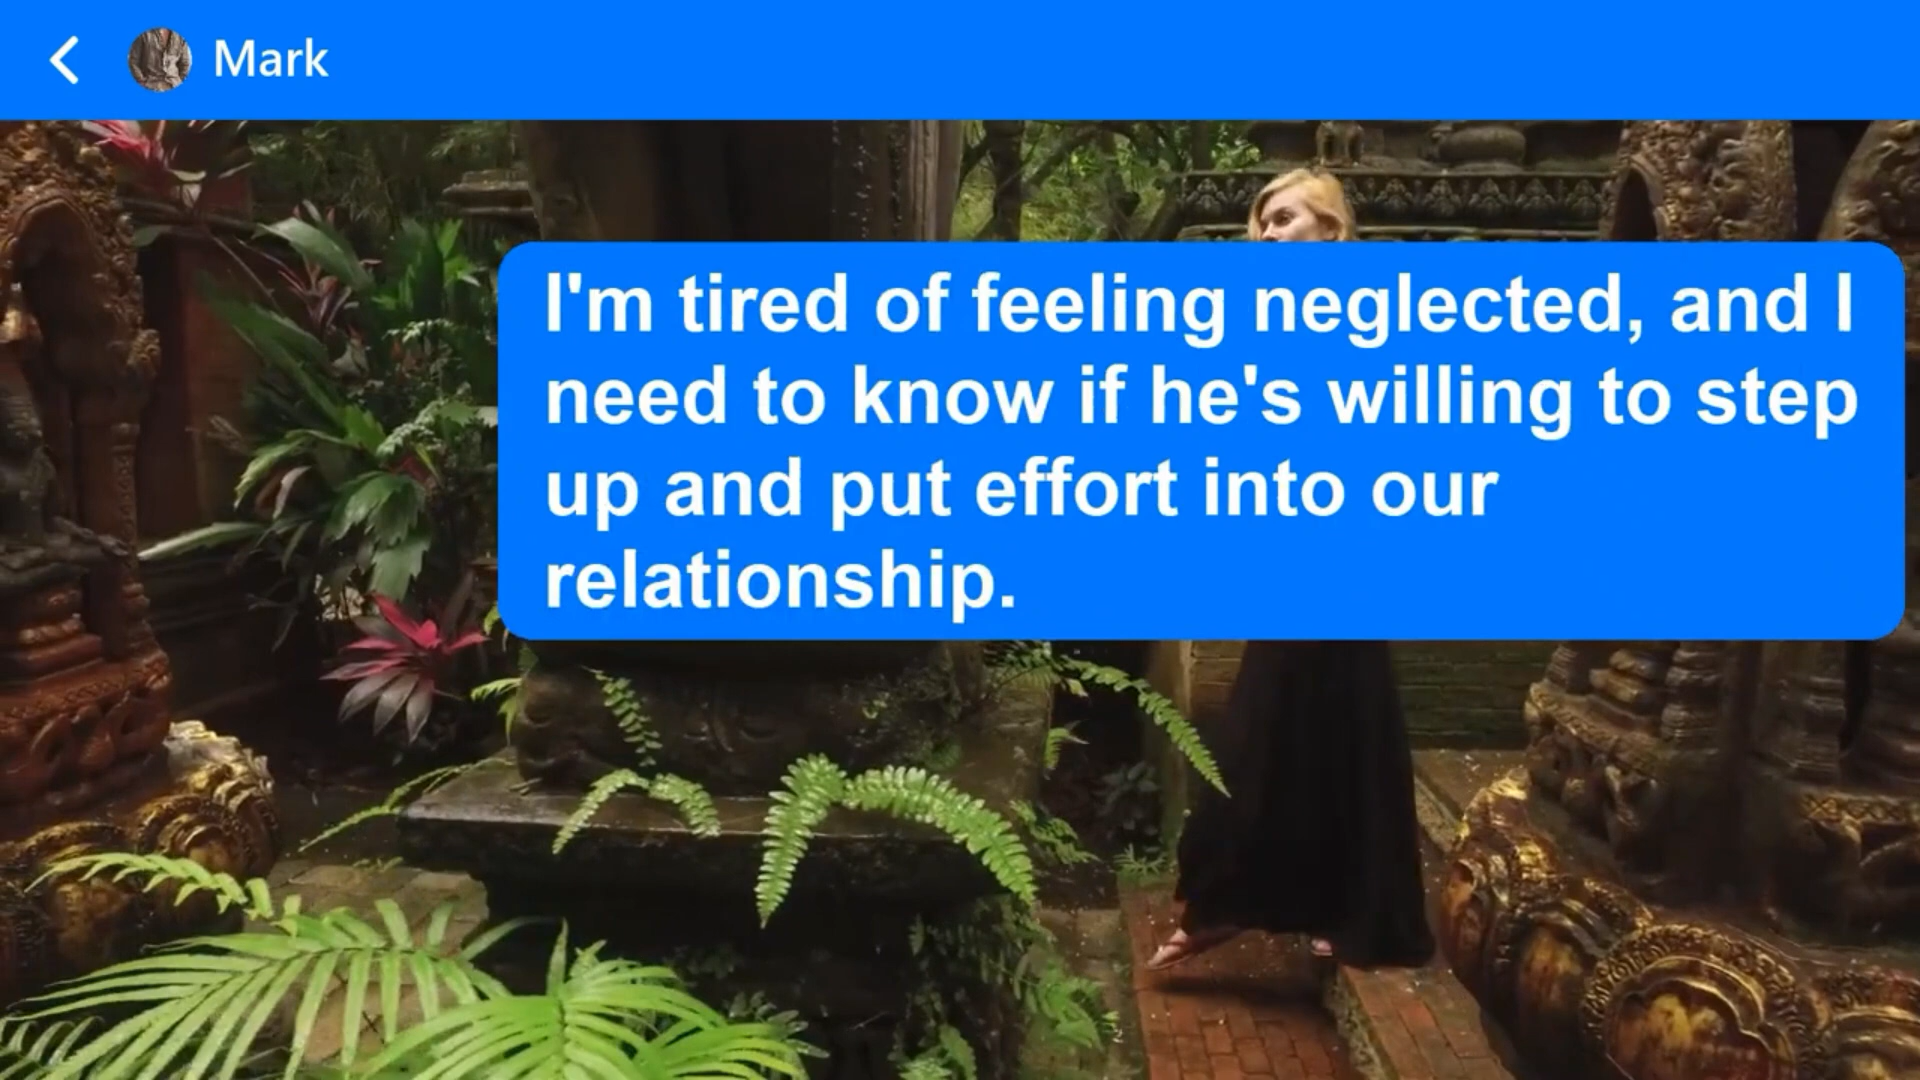 Mark
I'm tired of feeling neglected, and I
need to know if he's willing to step
up and put effort into our
relationship.